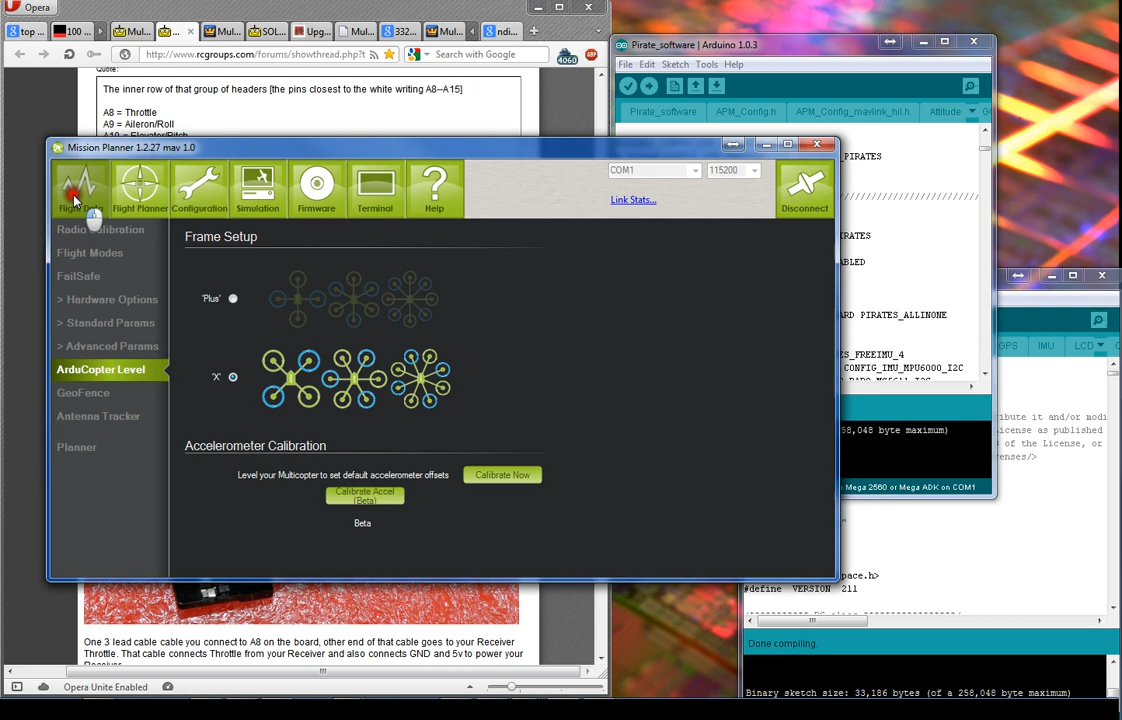 Opera
top ...
100
Mul...
...
Mul...
SOL...
Upg...
Mul...
332...
Mul...
ndi...
http://www.rcgroups.com/forums/showthread.php?t
Search with Google
4060
ABP
Quote:
The inner row of that group of headers [the pins closest to the white writing A8--A15]
A8 = Throttle
A9 = Aileron/Roll
A10 = Elevator/Pitch
Pirate_software | Arduino 1.0.3
File Edit Sketch Tools Help
Pirate_software
APM_Config.h
APM_Config_mavlink_hil.h
Attitude
PIRATES
////////////////////////////////
RATES
ABLED
ARD PIRATES_ALLINONE
ES_FREEIMU_4
CONFIG_IMU_MPU6000_I2C
58,048 byte maximum)
o Mega 2560 or Mega ADK on COM1
Mission Planner 1.2.27 mav 1.0
Flight Data
Flight Planner
Configuration
Simulation
Firmware
Terminal
Help
COM1
115200
Link Stats...
Disconnect
Radio Calibration
Flight Modes
FailSafe
> Hardware Options
> Standard Params
> Advanced Params
ArduCopter Level
GeoFence
Antenna Tracker
Planner
Frame Setup
'Plus'
'X'
Accelerometer Calibration
Level your Multicopter to set default accelerometer offsets
Calibrate Now
Calibrate Accel
(Beta)
Beta
GPS
IMU
LCD
ibute it and/or modi
icense as published
of the License, or
enses/>
pace.h>
#define VERSION 211
Done compiling.
Binary sketch size: 33,186 bytes (of a 258,048 byte maximum)
One 3 lead cable cable you connect to A8 on the board, other end of that cable goes to your Receiver
Throttle. That cable connects Throttle from your Receiver and also connects GND and 5v to power your
Receiver
Opera Unite Enabled